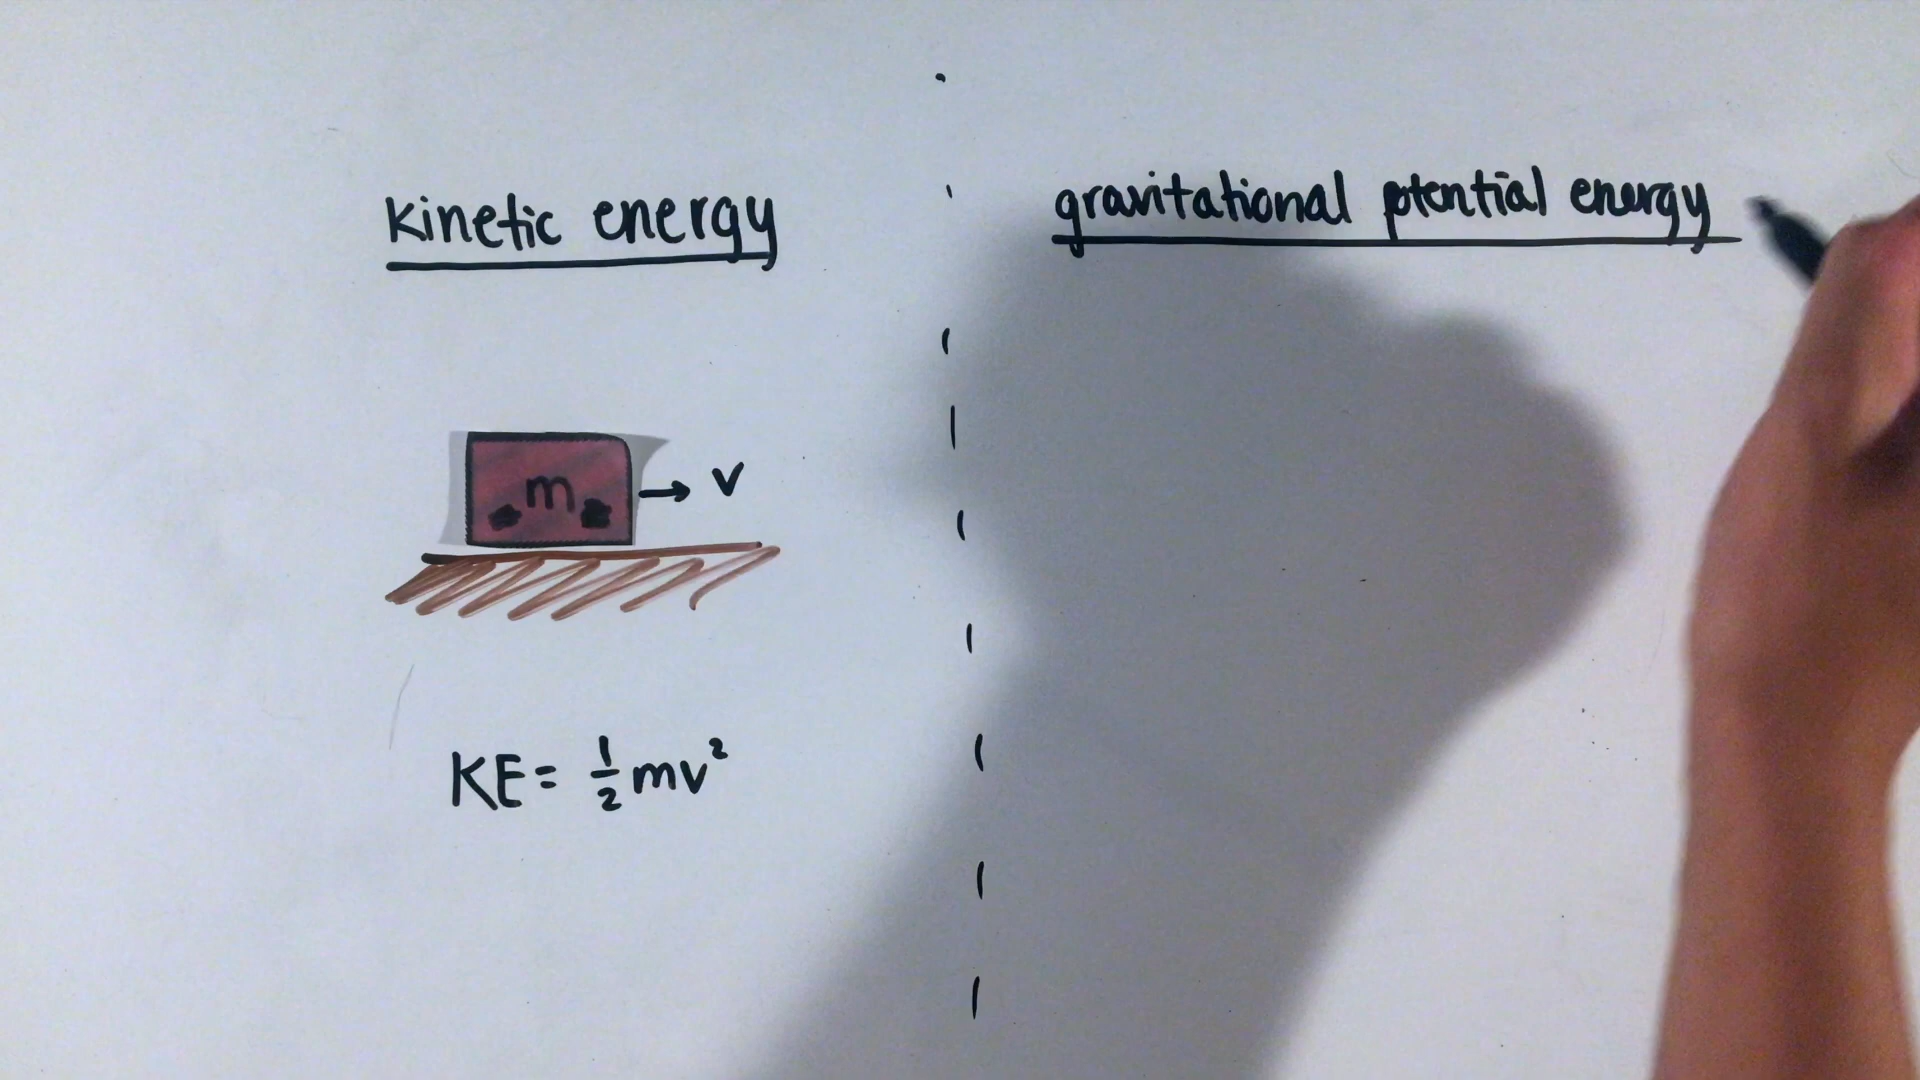 kinetic energy
gravitational potential energy
m
v
KE = ½mv²